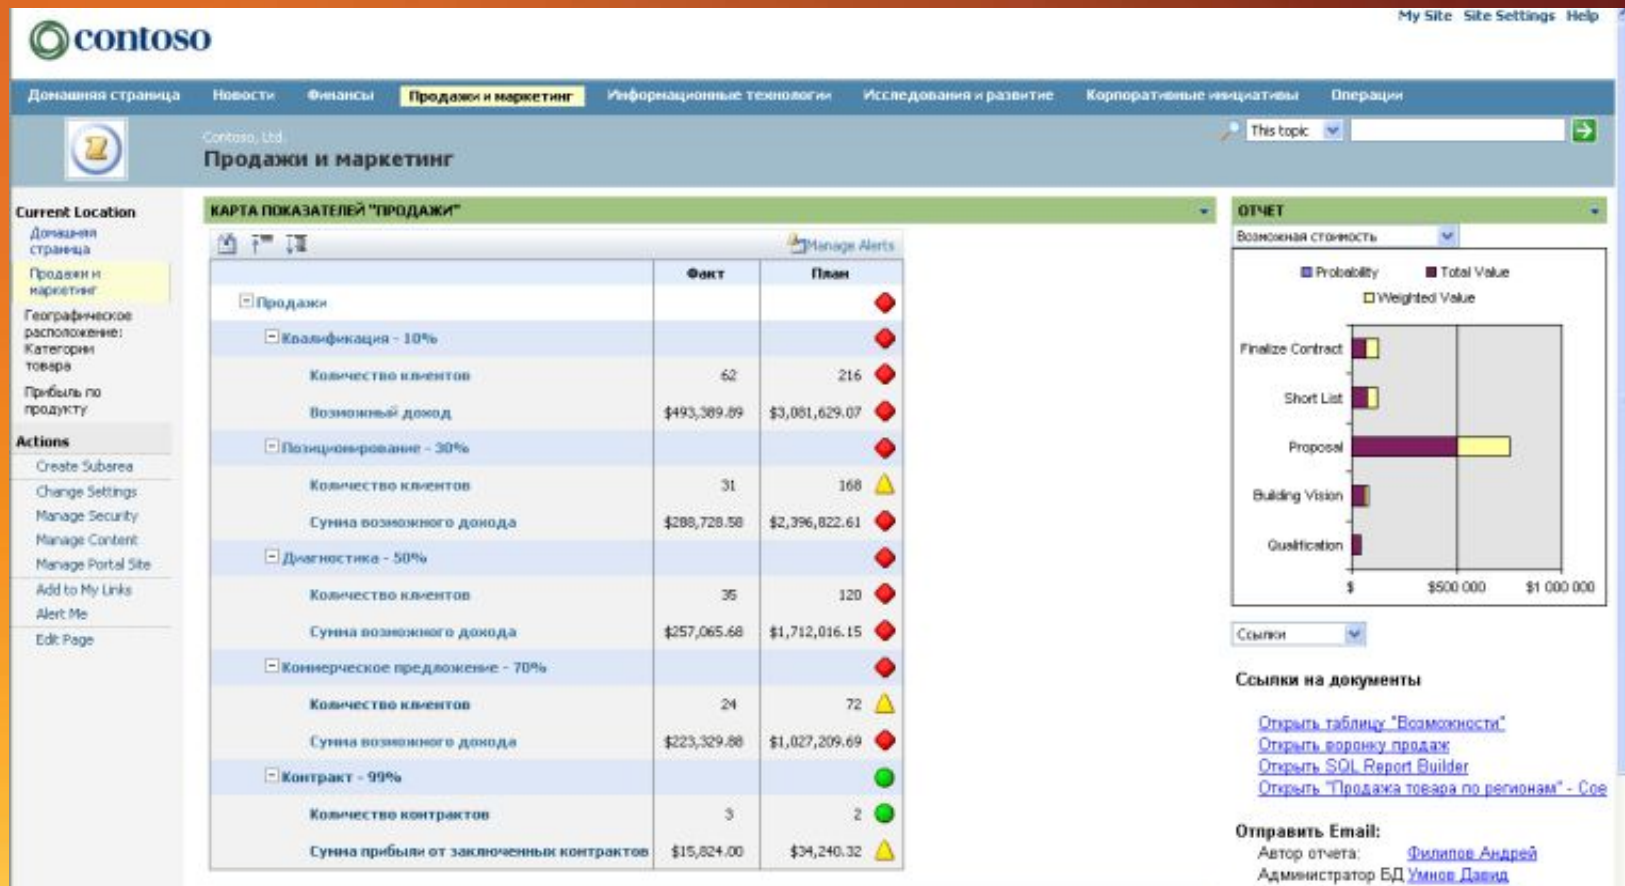 My Site Site Settings Help
contoso
Домашняя страница Новости Финансы Продажи и маркетинг Информационные технологии Исследования и развитие Корпоративные инициативы Операции
Contoso, Ltd.
Продажи и маркетинг
This topic
Current Location
Домашняя
страница
Продажи и
маркетинг
Географическое
расположение:
Категории
товара
Прибыль по
продукту
Actions
Create Subarea
Change Settings
Manage Security
Manage Content
Manage Portal Site
Add to My Links
Alert Me
Edit Page
КАРТА ПОКАЗАТЕЛЕЙ "ПРОДАЖИ"
Manage Alerts
Факт План
Продажи
Квалификация - 10%
Количество клиентов 62 216
Возможный доход $493,389.89 $3,081,629.07
Позиционирование - 30%
Количество клиентов 31 168
Сумма возможного дохода $288,728.58 $2,396,822.61
Диагностика - 50%
Количество клиентов 35 120
Сумма возможного дохода $257,065.68 $1,712,016.15
Коммерческое предложение - 70%
Количество клиентов 24 72
Сумма возможного дохода $223,329.88 $1,027,209.69
Контракт - 99%
Количество контрактов 3 2
Сумма прибыли от заключенных контрактов $15,824.00 $34,240.32
ОТЧЕТ
Возможная стоимость
Probability Total Value
Weighted Value
Finalize Contract
Short List
Proposal
Building Vision
Qualification
$ $500 000 $1 000 000
Ссылки
Ссылки на документы
Открыть таблицу "Возможности"
Открыть воронку продаж
Открыть SQL Report Builder
Открыть "Продажа товара по регионам" - Сое
Отправить Email:
Автор отчета: Филипов Андрей
Администратор БД Умнов Давид